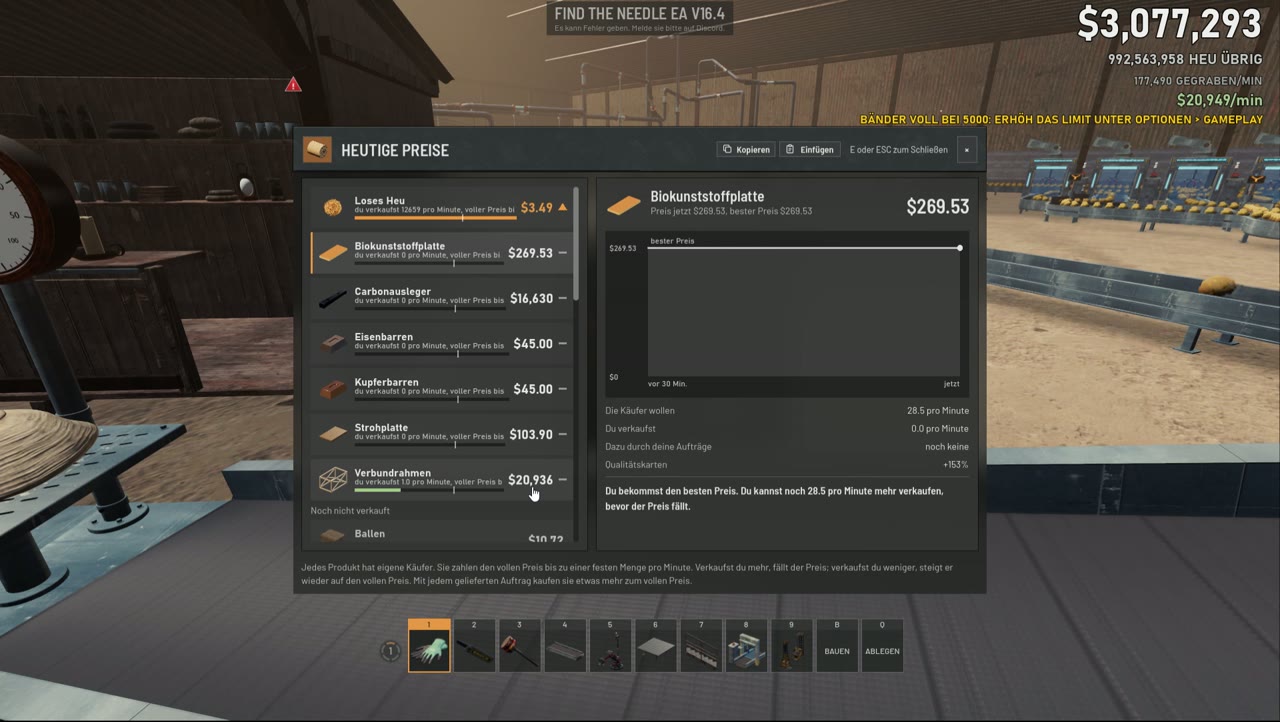 FIND THE NEEDLE EA V16.4
Es kann Fehler geben. Melde sie bitte auf Discord.
$3,077,293
992,563,958 HEU ÜBRIG
177,490 GEGRABEN/MIN
$20,949/min
BÄNDER VOLL BEI 5000: ERHÖH DAS LIMIT UNTER OPTIONEN > GAMEPLAY
HEUTIGE PREISE
Kopieren
Einfügen
E oder ESC zum Schließen
×
Loses Heu
du verkaufst 12659 pro Minute, voller Preis bi
$3.49
Biokunststoffplatte
du verkaufst 0 pro Minute, voller Preis bi
$269.53
Carbonausleger
du verkaufst 0 pro Minute, voller Preis bis
$16,630
Eisenbarren
du verkaufst 0 pro Minute, voller Preis bis
$45.00
Kupferbarren
du verkaufst 0 pro Minute, voller Preis bis
$45.00
Strohplatte
du verkaufst 0 pro Minute, voller Preis bis
$103.90
Verbundrahmen
du verkaufst 1.0 pro Minute, voller Preis b
$20,936
Noch nicht verkauft
Ballen
$10.72
Biokunststoffplatte
Preis jetzt $269.53, bester Preis $269.53
$269.53
bester Preis
$269.53
$0
vor 30 Min.
jetzt
Die Käufer wollen
28.5 pro Minute
Du verkaufst
0.0 pro Minute
Dazu durch deine Aufträge
noch keine
Qualitätskarten
+153%
Du bekommst den besten Preis. Du kannst noch 28.5 pro Minute mehr verkaufen,
bevor der Preis fällt.
Jedes Produkt hat eigene Käufer. Sie zahlen den vollen Preis bis zu einer festen Menge pro Minute. Verkaufst du mehr, fällt der Preis; verkaufst du weniger, steigt er
wieder auf den vollen Preis. Mit jedem gelieferten Auftrag kaufen sie etwas mehr zum vollen Preis.
50
100
1
1
2
3
4
5
6
7
8
9
B
BAUEN
Q
ABLEGEN